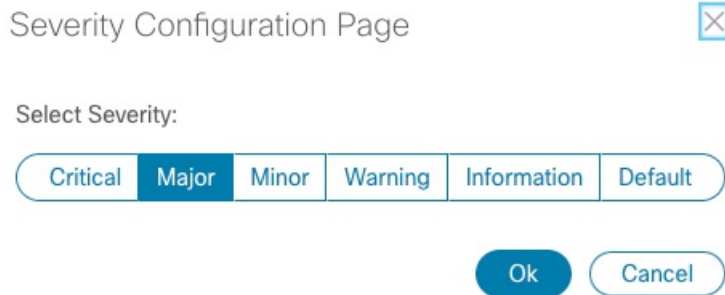 Severity Configuration Page
Select Severity:
Critical Major Minor Warning Information Default
Ok Cancel